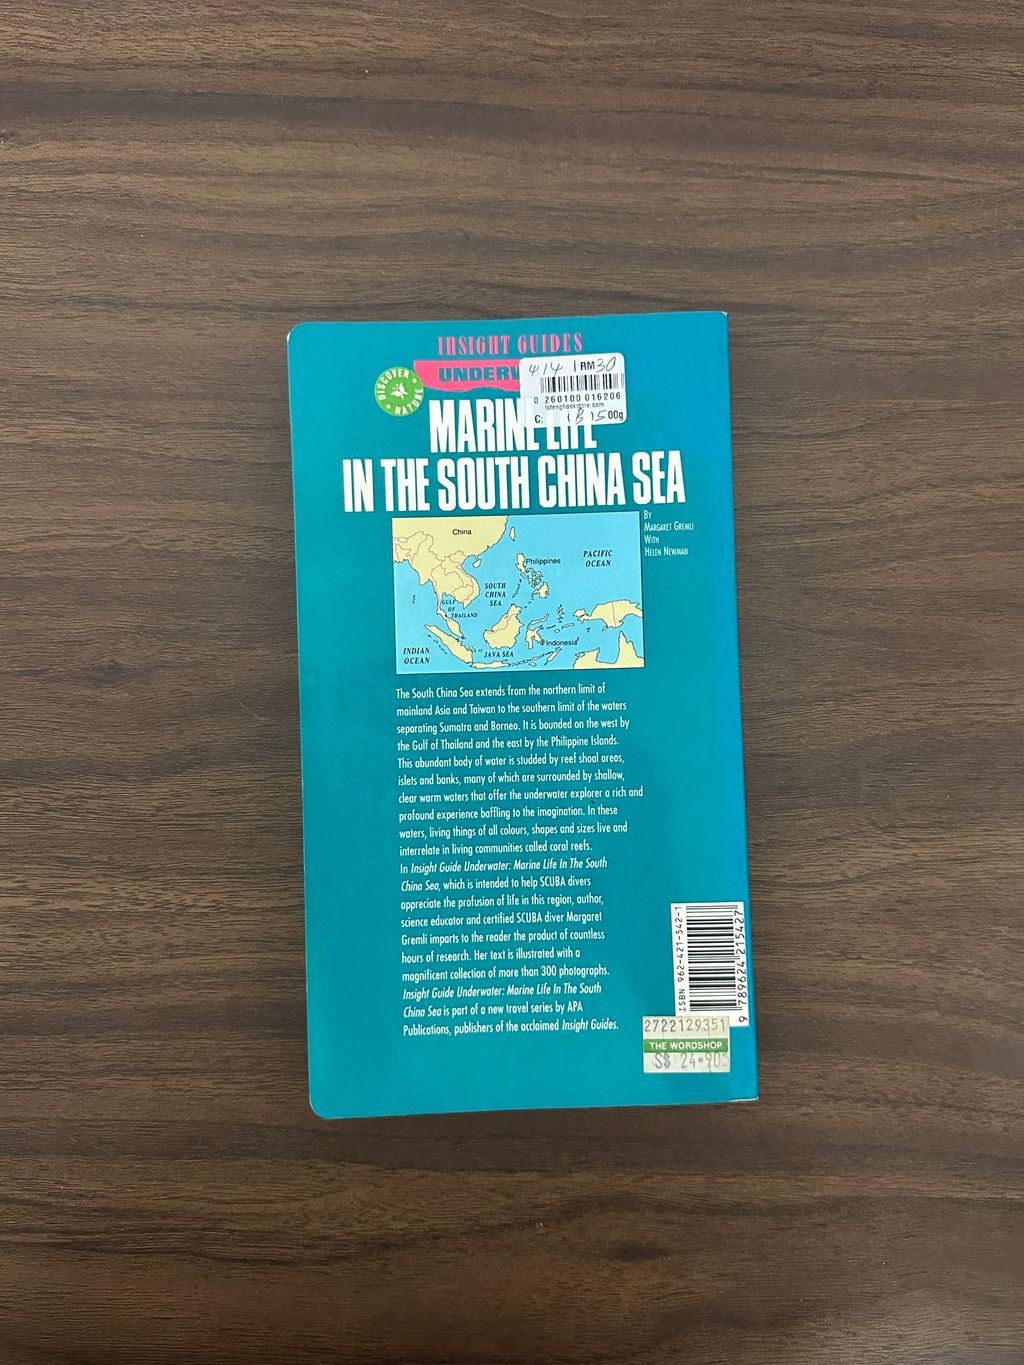 INSIGHT GUIDES
DISCOVER NATURE
4.14 RM30
0 260100 016206
C: 00g
MARINE LIFE
IN THE SOUTH CHINA SEA
BY
MARGARET GREMLI
WITH
HELEN NEWMAN
China
Philippines
PACIFIC
OCEAN
SOUTH
CHINA
SEA
GULF
OF
THAILAND
Indonesia
INDIAN
OCEAN
JAVA SEA
The South China Sea extends from the northern limit of
mainland Asia and Taiwan to the southern limit of the waters
separating Sumatra and Borneo. It is bounded on the west by
the Gulf of Thailand and the east by the Philippine Islands.
This abundant body of water is studded by reef shoal areas,
islets and banks, many of which are surrounded by shallow,
clear warm waters that offer the underwater explorer a rich and
profound experience baffling to the imagination. In these
waters, living things of all colours, shapes and sizes live and
interrelate in living communities called coral reefs.
In Insight Guide Underwater: Marine Life In The South
China Sea, which is intended to help SCUBA divers
appreciate the profusion of life in this region, author,
science educator and certified SCUBA diver Margaret
Gremli imparts to the reader the product of countless
hours of research. Her text is illustrated with a
magnificent collection of more than 300 photographs.
Insight Guide Underwater: Marine Life In The South
China Sea is part of a new travel series by APA
Publications, publishers of the acclaimed Insight Guides.
ISBN 962-421-542-1
9 789624 215427
2722129351
THE WORDSHOP
S$ 24.90